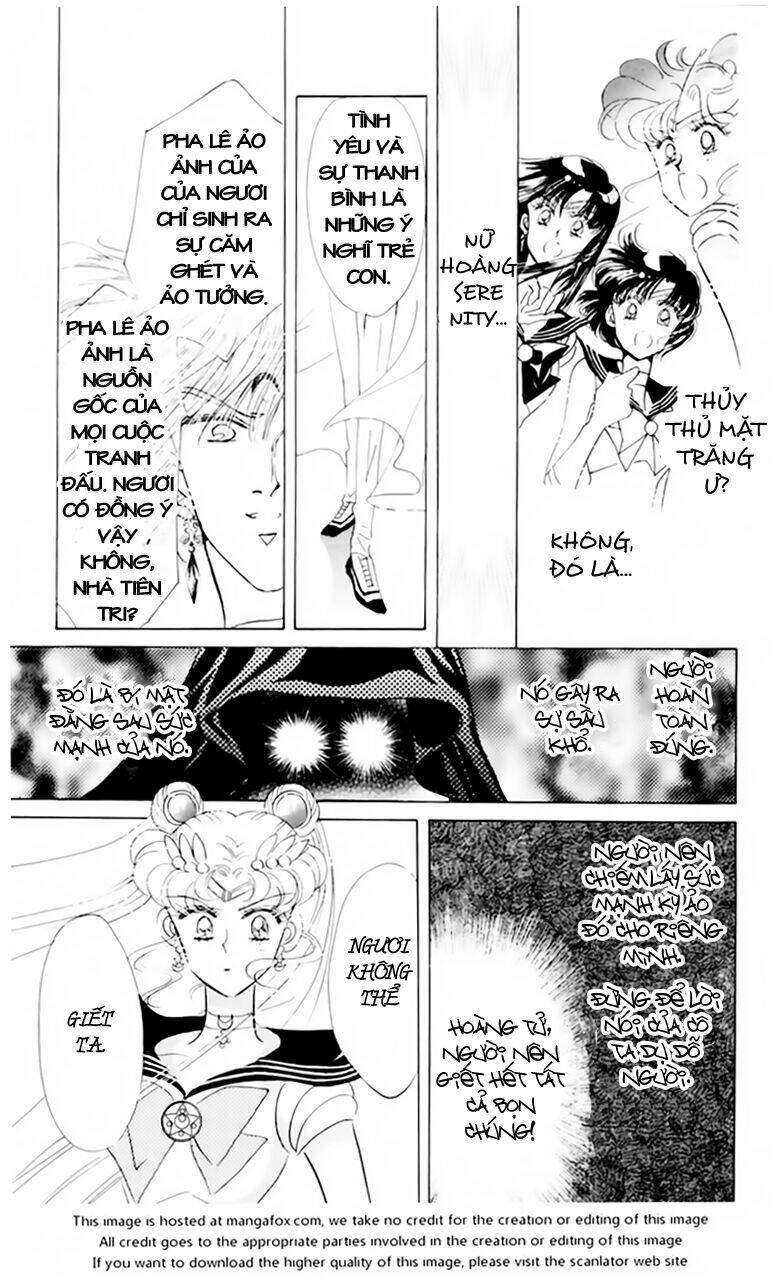 THỦY
THỦ MẶT
TRĂNG
Ư?
KHÔNG,
ĐÓ LÀ...
NỮ
HOÀNG
SERE
NITY...
TÌNH
YÊU VÀ
SỰ THANH
BÌNH LÀ
NHỮNG Ý
NGHĨ TRẺ
CON.
PHA LÊ ẢO
ẢNH CỦA
CỦA NGƯƠI
CHỈ SINH RA
SỰ CĂM
GHÉT VÀ
ẢO TƯỞNG.
PHA LÊ ẢO
ẢNH LÀ
NGUỒN
GỐC CỦA
MỌI CUỘC
TRANH
ĐẤU. NGƯƠI
CÓ ĐỒNG Ý
VẬY
KHÔNG,
NHÀ TIÊN
TRI?
NGƯỜI
HOÀN
TOÀN
ĐÚNG.
NÓ GÂY RA
SỰ SẦU
KHỔ.
ĐÓ LÀ BÍ MẬT
ĐẰNG SAU SỨC
MẠNH CỦA NÓ.
NGƯỜI NÊN
CHIẾM LẤY SỨC
MẠNH KỲ ẢO
ĐÓ CHO RIÊNG
MÌNH.
ĐỪNG ĐỂ LỜI
NÓI CỦA CÔ
TA DỤ DỖ
NGƯỜI.
HOÀNG TỬ,
NGƯỜI NÊN
GIẾT HẾT TẤT
CẢ BỌN
CHÚNG!
NGƯƠI
KHÔNG THỂ
GIẾT
TA.
This image is hosted at mangafox.com, we take no credit for the creation or editing of this image
All credit goes to the appropriate parties involved in the creation or editing of this image
If you want to download the higher quality of this image, please visit the scanlator web site